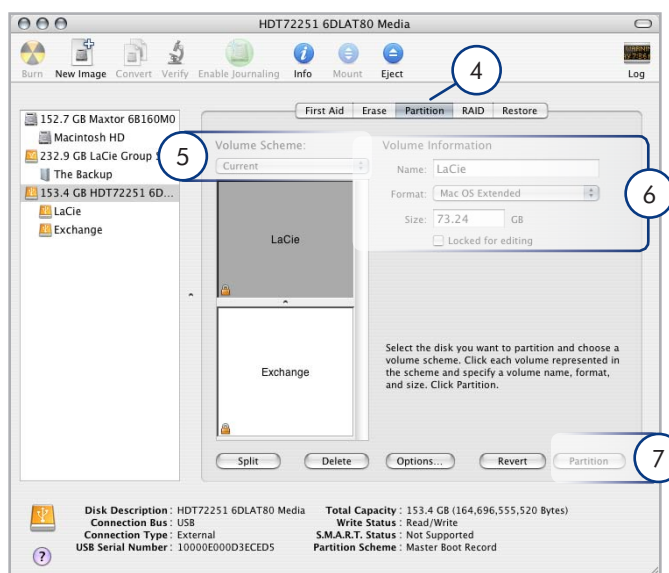 HDT72251 6DLAT80 Media
Burn New Image Convert Verify Enable Journaling Info Mount Eject Log
4
First Aid Erase Partition RAID Restore
152.7 GB Maxtor 6B160M0
Macintosh HD
232.9 GB LaCie Group
The Backup
153.4 GB HDT72251 6D...
LaCie
Exchange
5
Volume Scheme:
Current
LaCie
Exchange
Volume Information
Name: LaCie
Format: Mac OS Extended
Size: 73.24 GB
Locked for editing
6
Select the disk you want to partition and choose a
volume scheme. Click each volume represented in
the scheme and specify a volume name, format,
and size. Click Partition.
Split Delete Options... Revert Partition
7
Disk Description : HDT72251 6DLAT80 Media
Connection Bus : USB
Connection Type : External
USB Serial Number : 10000E000D3ECED5
Total Capacity : 153.4 GB (164,696,555,520 Bytes)
Write Status : Read/Write
S.M.A.R.T. Status : Not Supported
Partition Scheme : Master Boot Record
?